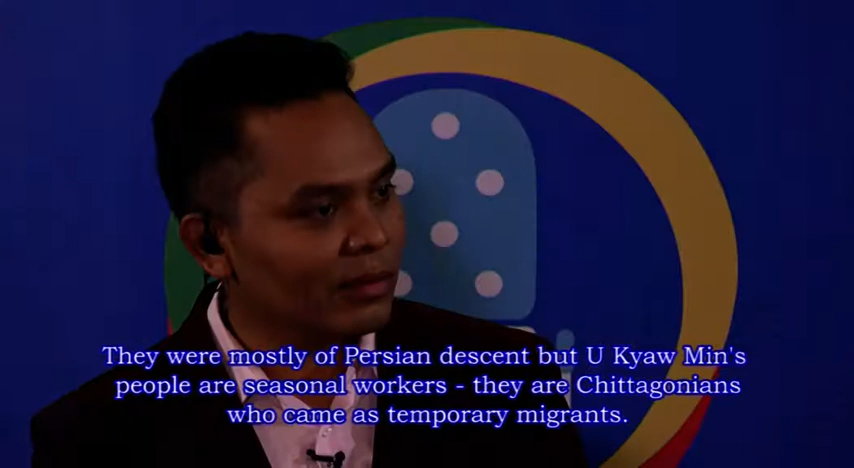 They were mostly of Persian descent but U Kyaw Min's
people are seasonal workers - they are Chittagonians
who came as temporary migrants.